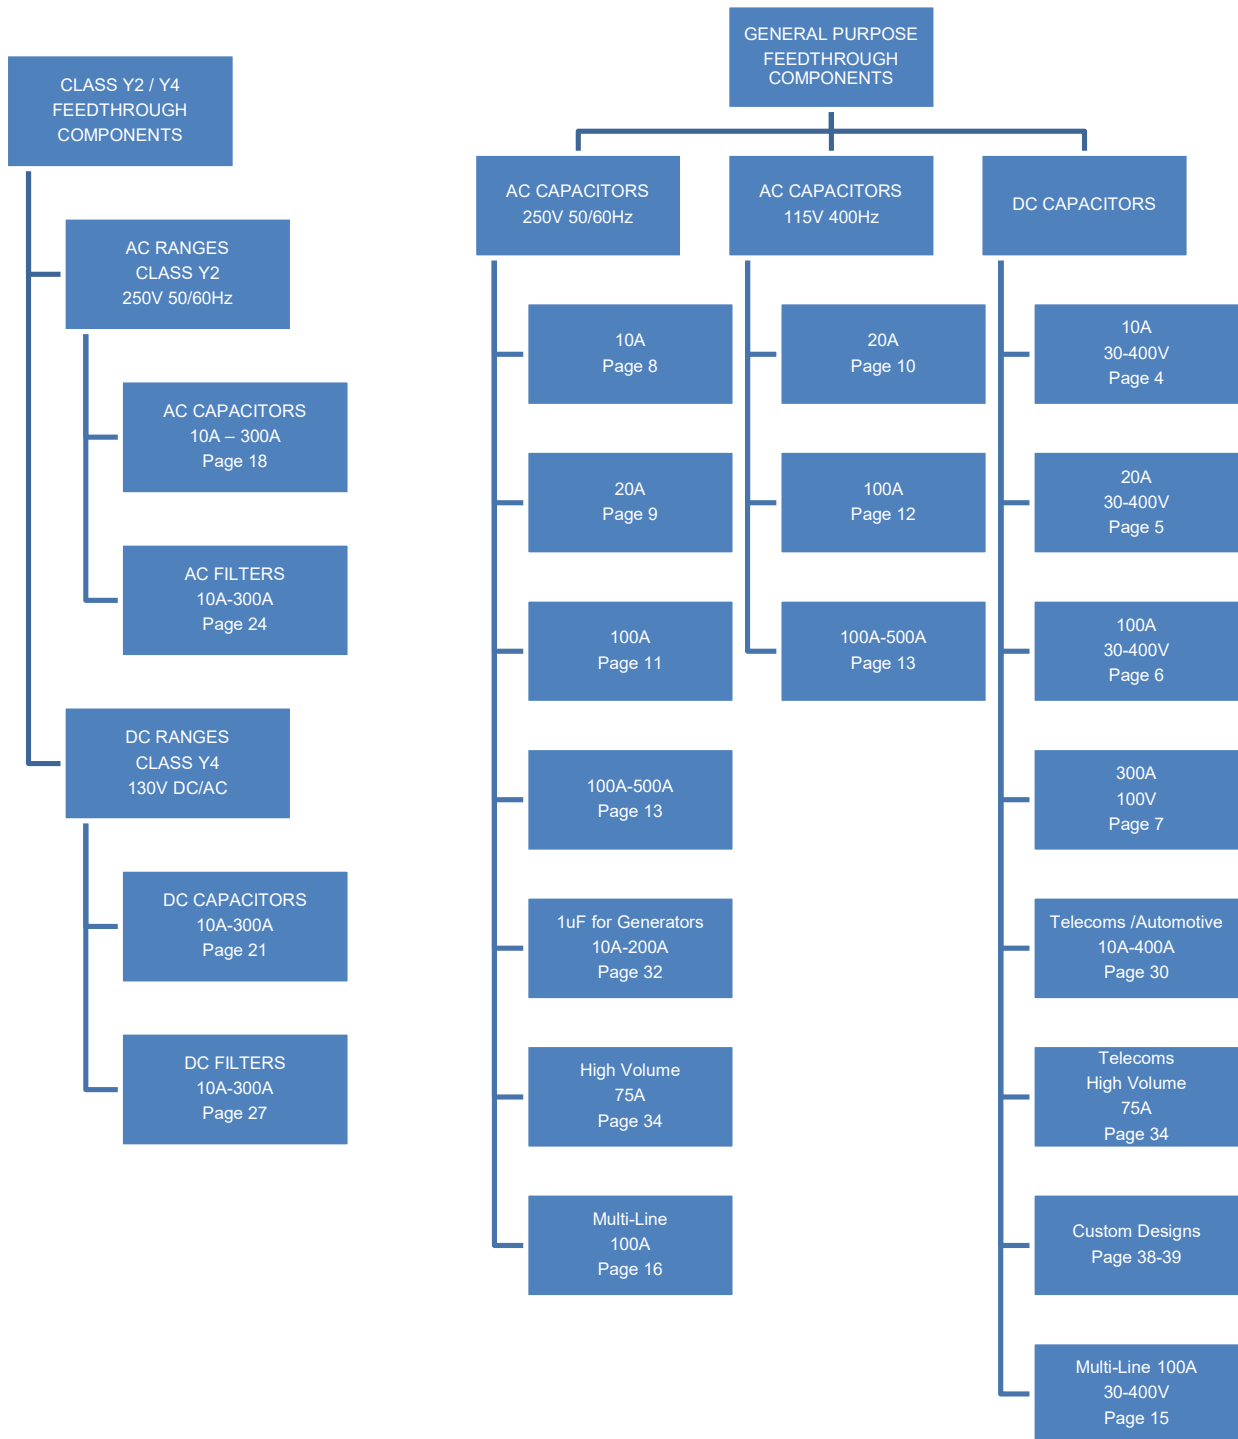 CLASS Y2 / Y4
FEEDTHROUGH
COMPONENTS
AC RANGES
CLASS Y2
250V 50/60Hz
AC CAPACITORS
10A – 300A
Page 18
AC FILTERS
10A-300A
Page 24
DC RANGES
CLASS Y4
130V DC/AC
DC CAPACITORS
10A-300A
Page 21
DC FILTERS
10A-300A
Page 27
GENERAL PURPOSE
FEEDTHROUGH
COMPONENTS
AC CAPACITORS
250V 50/60Hz
10A
Page 8
20A
Page 9
100A
Page 11
100A-500A
Page 13
1uF for Generators
10A-200A
Page 32
High Volume
75A
Page 34
Multi-Line
100A
Page 16
AC CAPACITORS
115V 400Hz
20A
Page 10
100A
Page 12
100A-500A
Page 13
DC CAPACITORS
10A
30-400V
Page 4
20A
30-400V
Page 5
100A
30-400V
Page 6
300A
100V
Page 7
Telecoms /Automotive
10A-400A
Page 30
Telecoms
High Volume
75A
Page 34
Custom Designs
Page 38-39
Multi-Line 100A
30-400V
Page 15